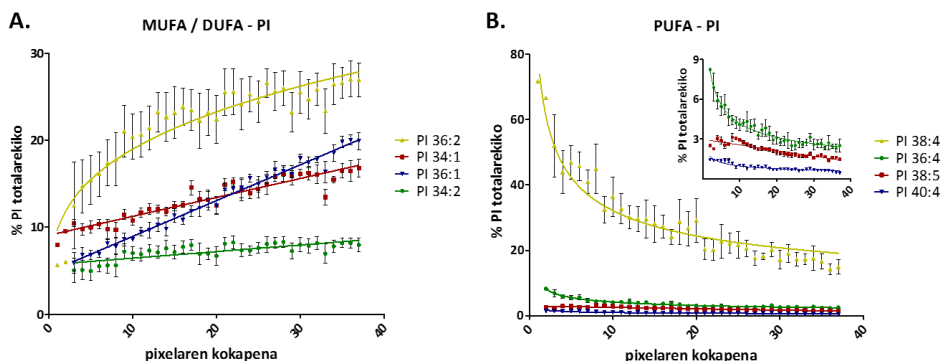 A.
MUFA / DUFA - PI
% PI totalarekiko
30
20
10
0
0
10
20
30
40
pixelaren kokapena
PI 36:2
PI 34:1
PI 36:1
PI 34:2
B.
PUFA - PI
% PI totalarekiko
80
60
40
20
0
0
10
20
30
40
pixelaren kokapena
% PI totalarekiko
9
6
3
10
20
30
40
PI 38:4
PI 36:4
PI 38:5
PI 40:4